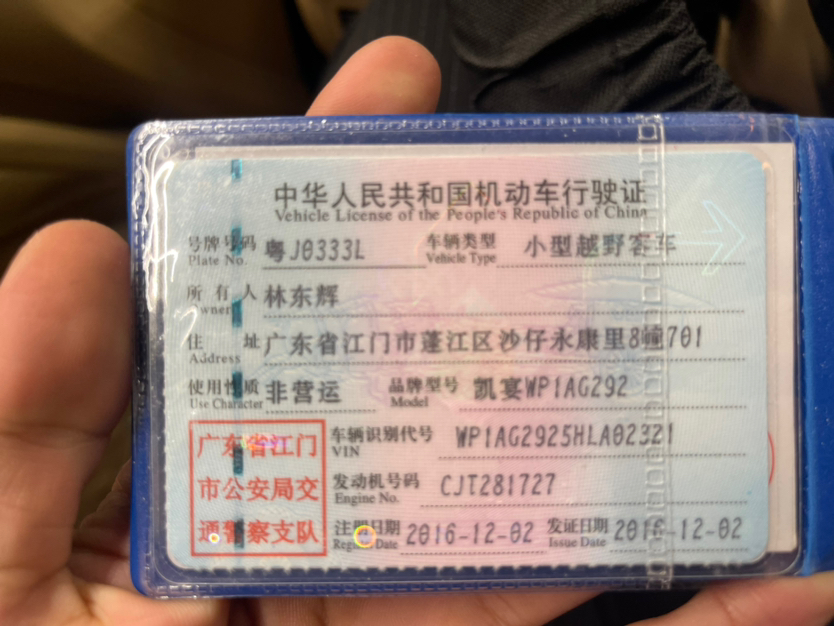 中华人民共和国机动车行驶证
Vehicle License of the People's Republic of China
号牌号码 粤J0333L 车辆类型 小型越野客车
Plate No. Vehicle Type
所有人 林东辉
Owner
住址 广东省江门市蓬江区沙仔永康里8幢701
Address
使用性质 非营运 品牌型号 凯宴WP1AG292
Use Character Model
广东省江门 车辆识别代号 WP1AG2925HLA02321
VIN
市公安局交 发动机号码 CJT281727
Engine No.
通警察支队 注册日期 2016-12-02 发证日期 2016-12-02
Register Date Issue Date